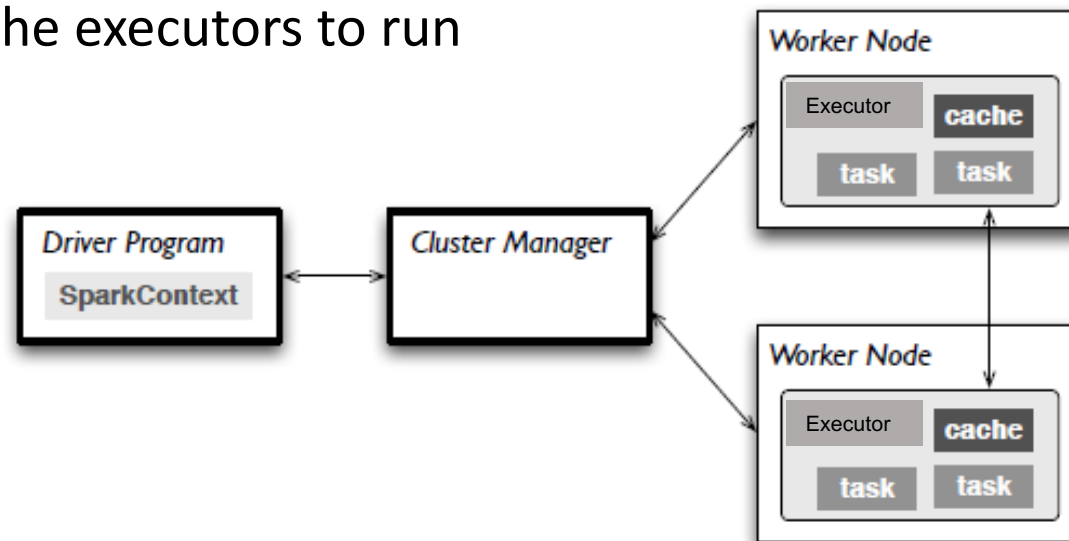 he executors to run
Worker Node
Executor
cache
task
task
Driver Program
SparkContext
Cluster Manager
Worker Node
Executor
cache
task
task